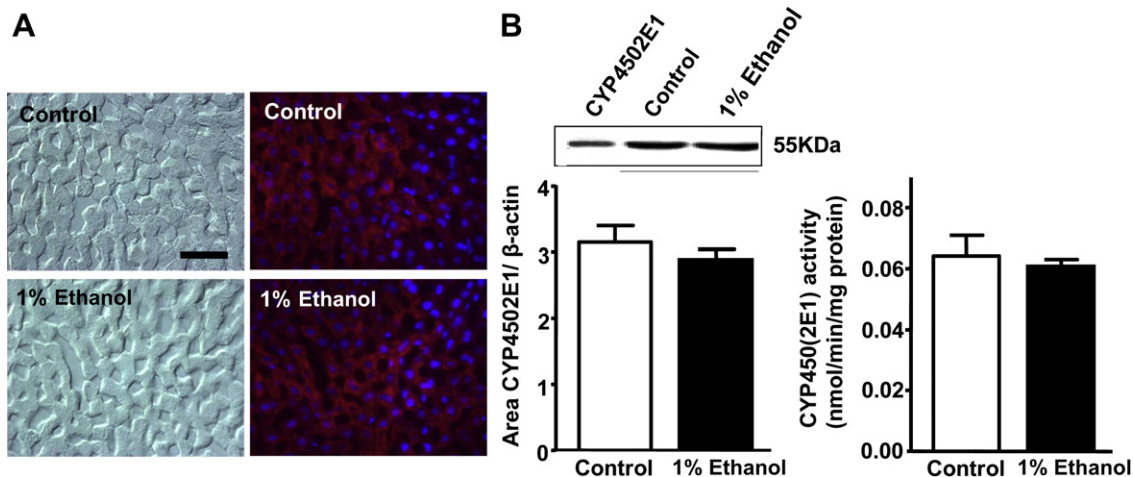 A
Control
Control
1% Ethanol
1% Ethanol
B
CYP4502E1
Control
1% Ethanol
55KDa
Area CYP4502E1/ β-actin
4
3
2
1
0
Control
1% Ethanol
CYP450(2E1) activity
(nmol/min/mg protein)
0.08
0.06
0.04
0.02
0.00
Control
1% Ethanol